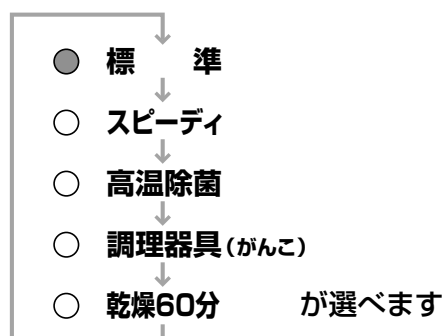 標　準
スピーディ
高温除菌
調理器具(がんこ)
乾燥60分　が選べます